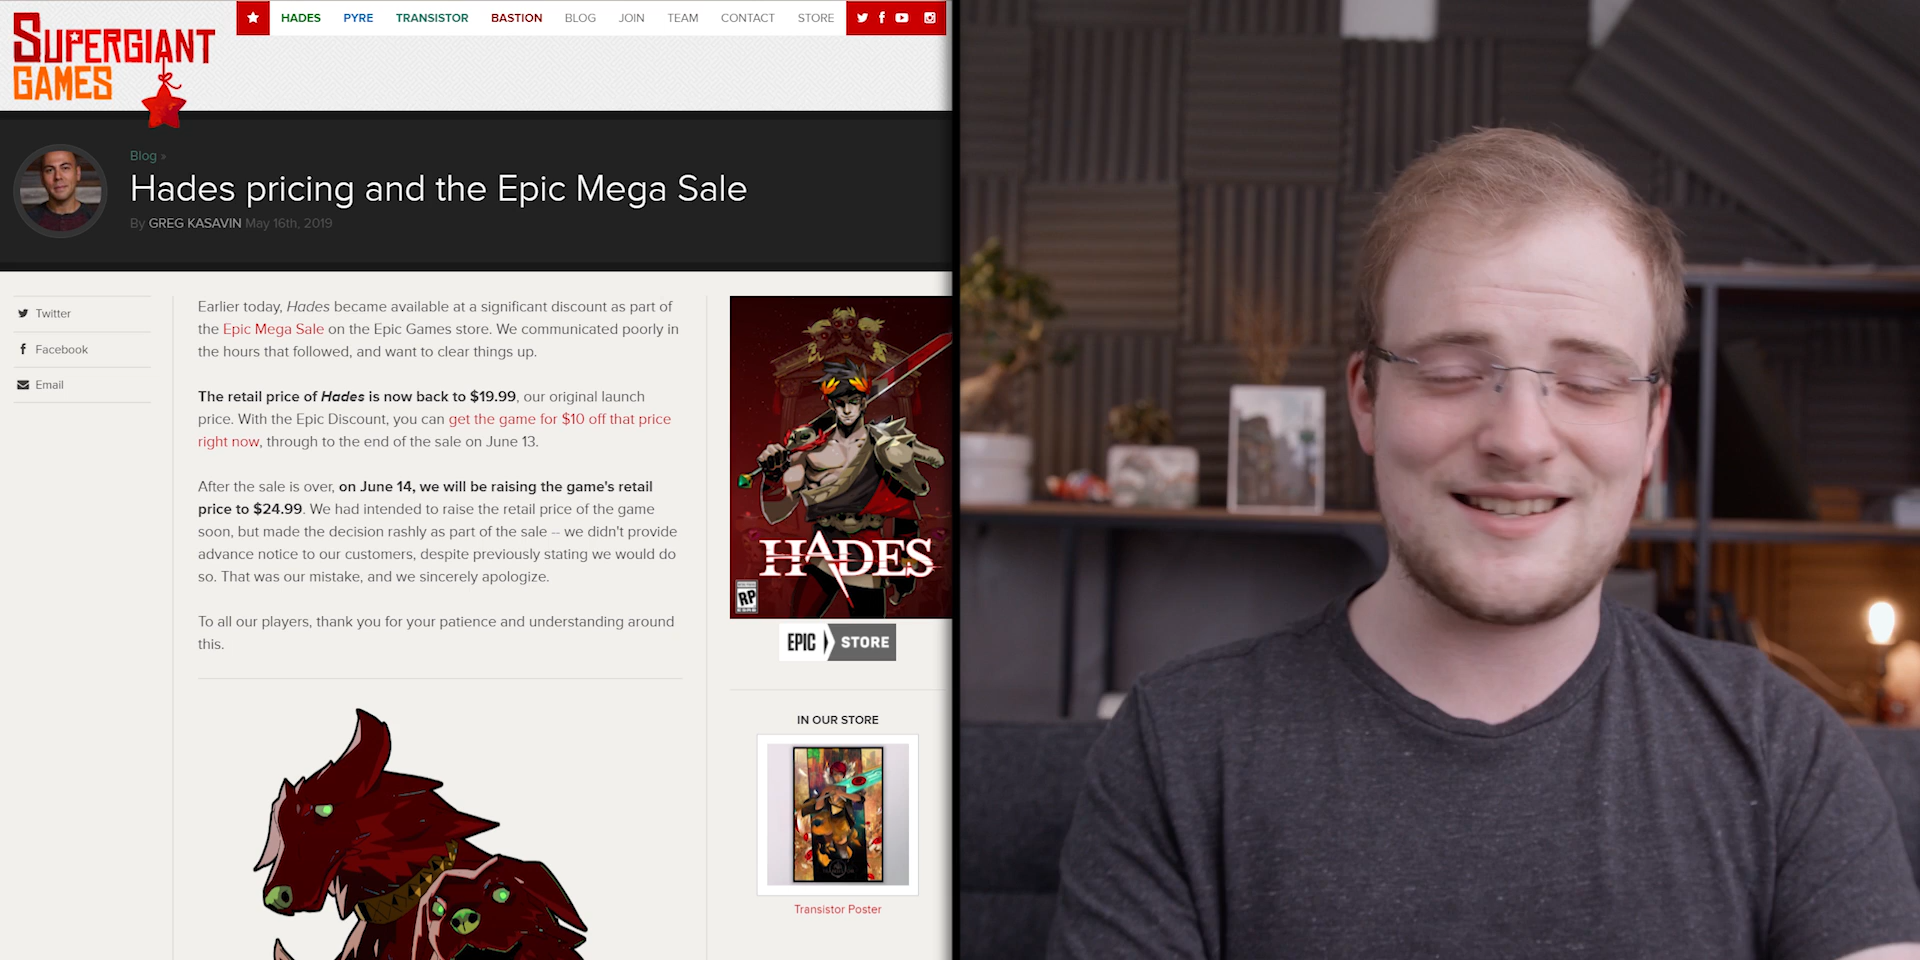 SUPERGIANT
GAMES
HADES PYRE TRANSISTOR BASTION BLOG JOIN TEAM CONTACT STORE
Blog »
Hades pricing and the Epic Mega Sale
By GREG KASAVIN May 16th, 2019
Twitter
Facebook
Email
Earlier today, Hades became available at a significant discount as part of
the Epic Mega Sale on the Epic Games store. We communicated poorly in
the hours that followed, and want to clear things up.
The retail price of Hades is now back to $19.99, our original launch
price. With the Epic Discount, you can get the game for $10 off that price
right now, through to the end of the sale on June 13.
After the sale is over, on June 14, we will be raising the game's retail
price to $24.99. We had intended to raise the retail price of the game
soon, but made the decision rashly as part of the sale -- we didn't provide
advance notice to our customers, despite previously stating we would do
so. That was our mistake, and we sincerely apologize.
To all our players, thank you for your patience and understanding around
this.
HADES
RP
EPIC STORE
IN OUR STORE
Transistor Poster